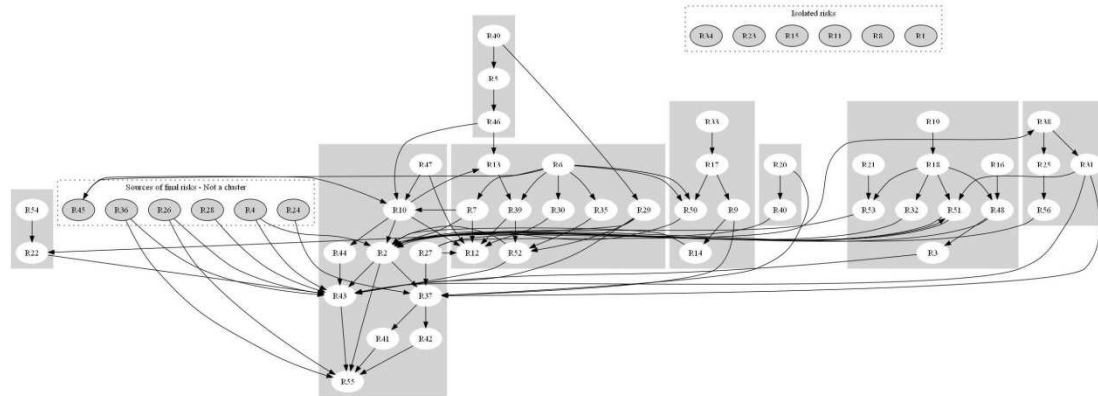 Isolated risks
R34 R23 R15 R11 R8 R1
R49
R5
R46 R33 R19 R38
R47 R13 R6 R17 R20 R21 R18 R16 R25 R31
Sources of final risks - Not a cluster
R54 R45 R36 R26 R28 R4 R24 R10 R7 R39 R30 R35 R29 R50 R9 R40 R53 R32 R51 R48 R56
R22 R44 R2 R27 R12 R52 R14 R3
R43 R37
R41 R42
R55